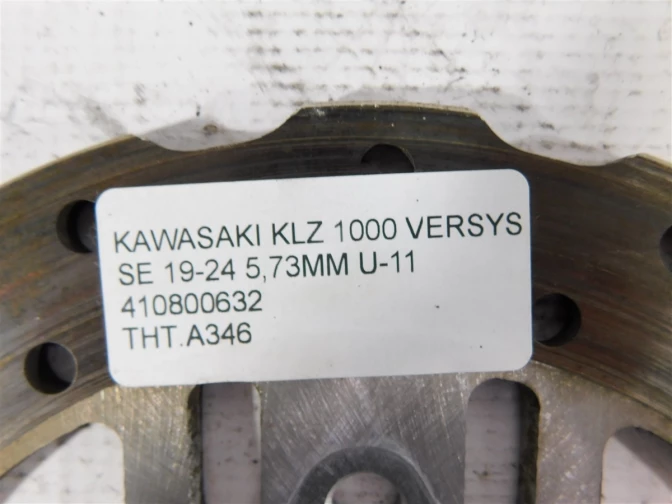 KAWASAKI KLZ 1000 VERSYS
SE 19-24 5,73MM U-11
410800632
THT.A346